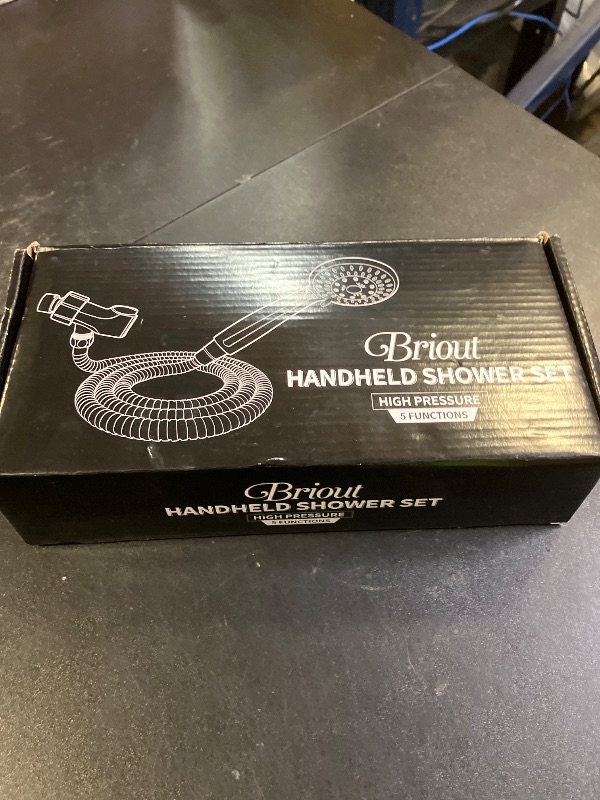 Briout
HANDHELD SHOWER SET
HIGH PRESSURE
5 FUNCTIONS
Briout
HANDHELD SHOWER SET
HIGH PRESSURE
5 FUNCTIONS